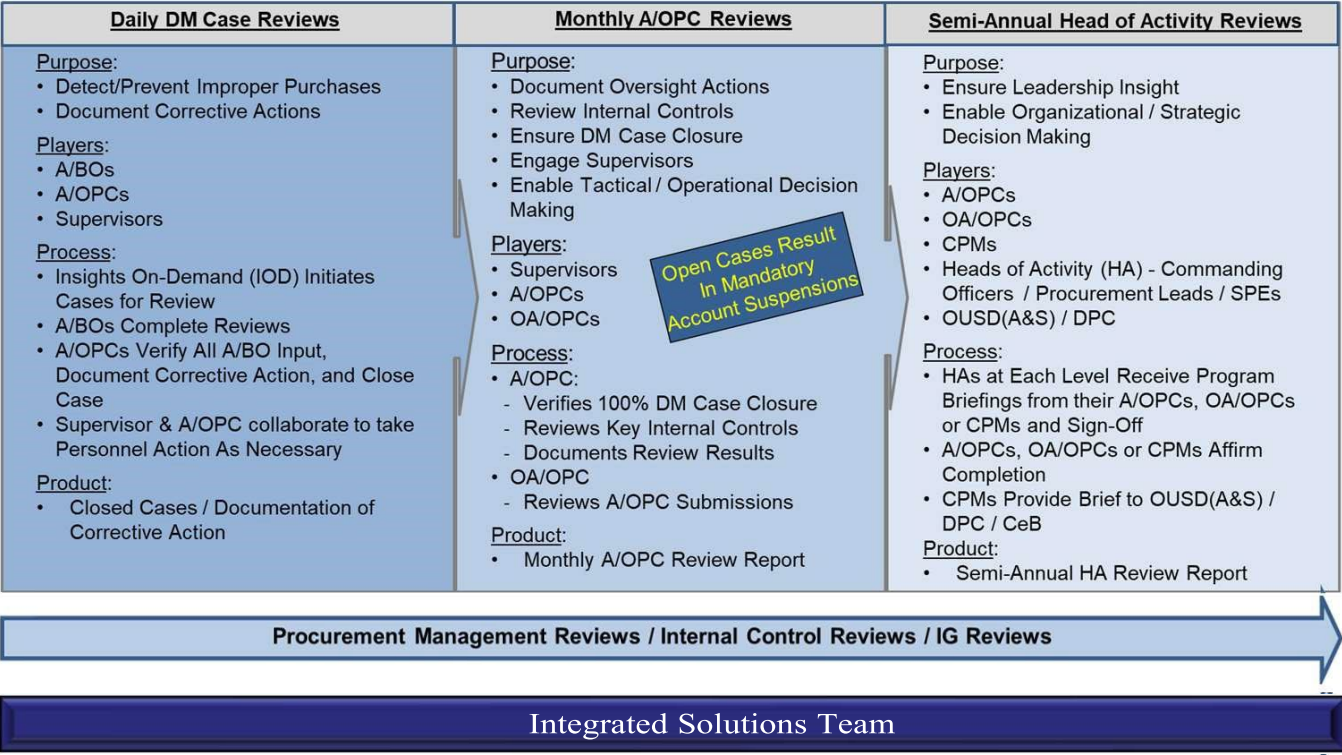 Daily DM Case Reviews
Purpose:
• Detect/Prevent Improper Purchases
• Document Corrective Actions
Players:
• A/BOs
• A/OPCs
• Supervisors
Process:
• Insights On-Demand (IOD) Initiates
Cases for Review
• A/BOs Complete Reviews
• A/OPCs Verify All A/BO Input,
Document Corrective Action, and Close
Case
• Supervisor & A/OPC collaborate to take
Personnel Action As Necessary
Product:
• Closed Cases / Documentation of
Corrective Action
Monthly A/OPC Reviews
Purpose:
• Document Oversight Actions
• Review Internal Controls
• Ensure DM Case Closure
• Engage Supervisors
• Enable Tactical / Operational Decision
Making
Players:
• Supervisors
• A/OPCs
• OA/OPCs
Open Cases Result
In Mandatory
Account Suspensions
Process:
• A/OPC:
- Verifies 100% DM Case Closure
- Reviews Key Internal Controls
- Documents Review Results
• OA/OPC
- Reviews A/OPC Submissions
Product:
• Monthly A/OPC Review Report
Semi-Annual Head of Activity Reviews
Purpose:
• Ensure Leadership Insight
• Enable Organizational / Strategic
Decision Making
Players:
• A/OPCs
• OA/OPCs
• CPMs
• Heads of Activity (HA) - Commanding
Officers / Procurement Leads / SPEs
• OUSD(A&S) / DPC
Process:
• HAs at Each Level Receive Program
Briefings from their A/OPCs, OA/OPCs
or CPMs and Sign-Off
• A/OPCs, OA/OPCs or CPMs Affirm
Completion
• CPMs Provide Brief to OUSD(A&S) /
DPC / CeB
Product:
• Semi-Annual HA Review Report
Procurement Management Reviews / Internal Control Reviews / IG Reviews
Integrated Solutions Team